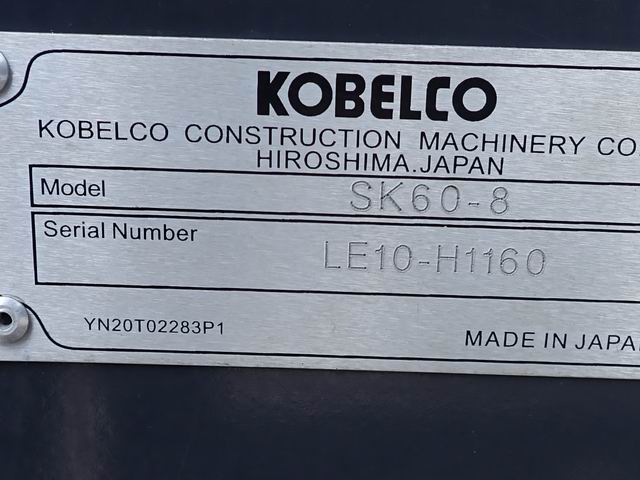 KOBELCO
KOBELCO CONSTRUCTION MACHINERY CO
HIROSHIMA.JAPAN
Model SK60-8
Serial Number LE10-H1160
YN20T02283P1 MADE IN JAPA